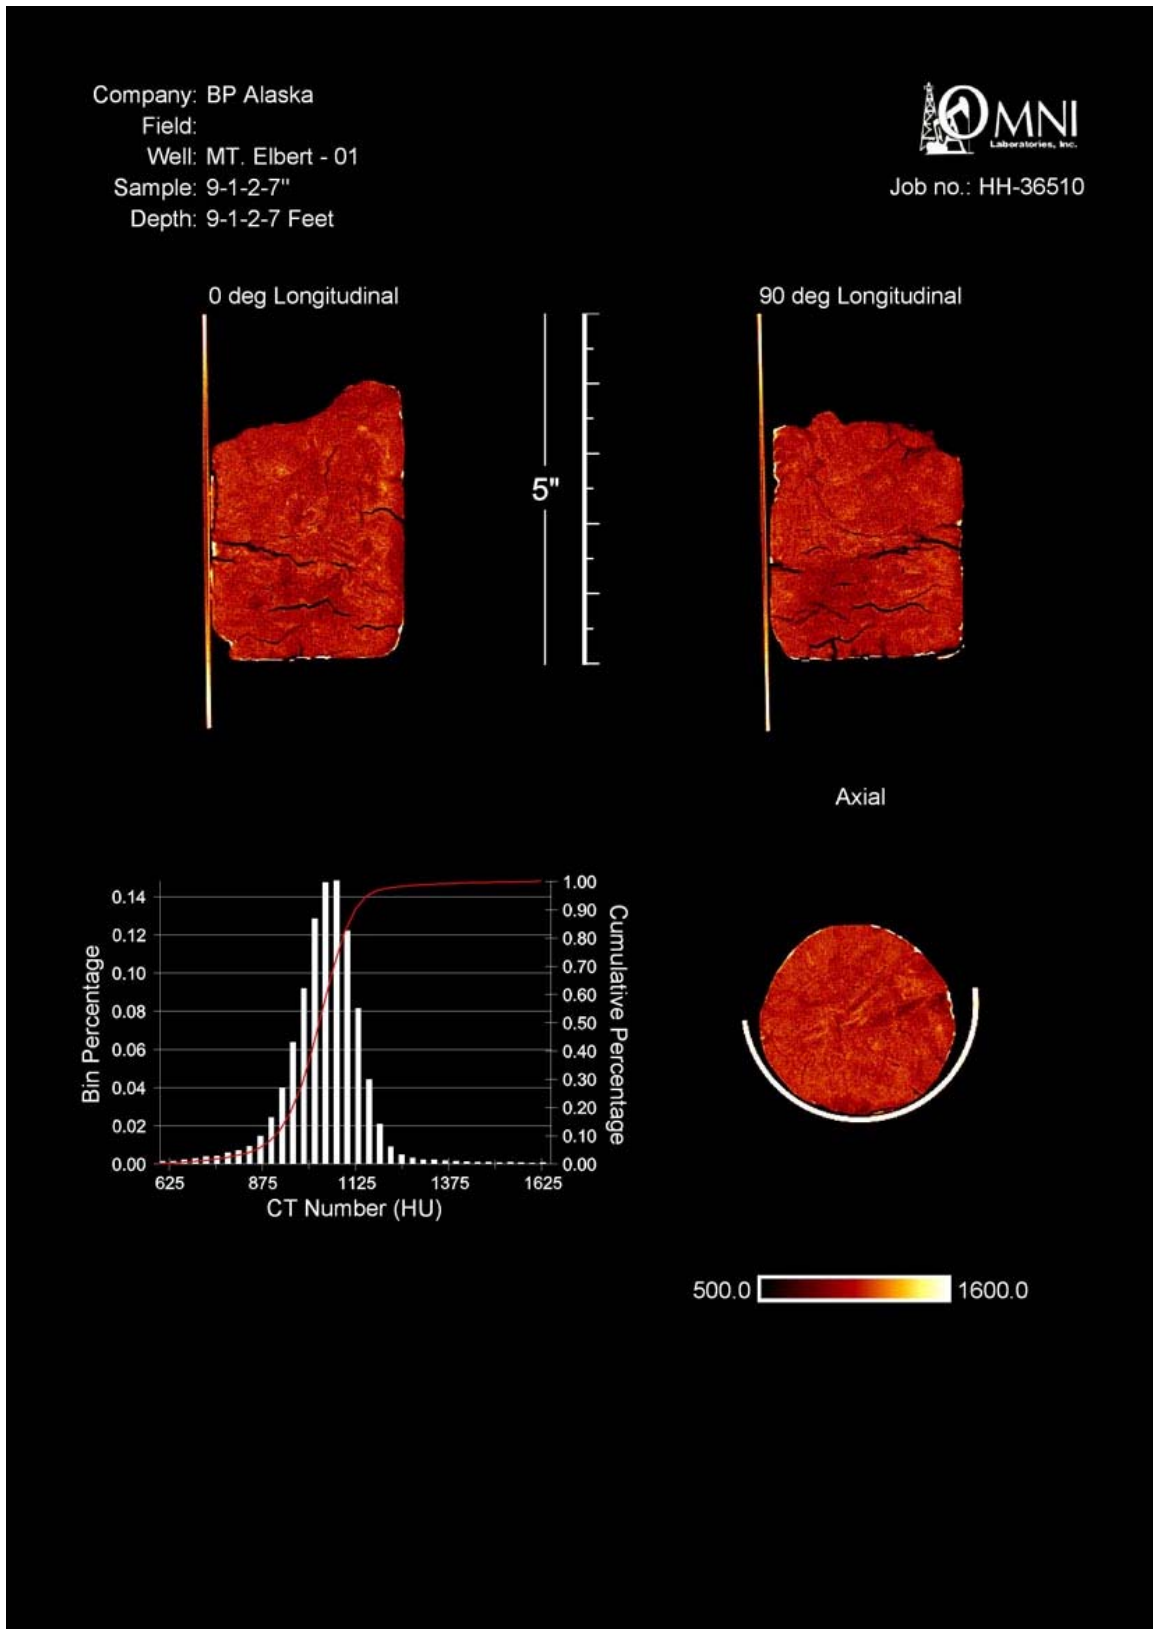 Company: BP Alaska
Field:
Well: MT. Elbert - 01
Sample: 9-1-2-7"
Depth: 9-1-2-7 Feet
OMNI
Laboratories, Inc.
Job no.: HH-36510
0 deg Longitudinal
90 deg Longitudinal
5"
Axial
Bin Percentage
0.14
0.12
0.10
0.08
0.06
0.04
0.02
0.00
1.00
0.90
0.80
0.70
0.60
0.50
0.40
0.30
0.20
0.10
0.00
Cumulative Percentage
625 875 1125 1375 1625
CT Number (HU)
500.0 1600.0